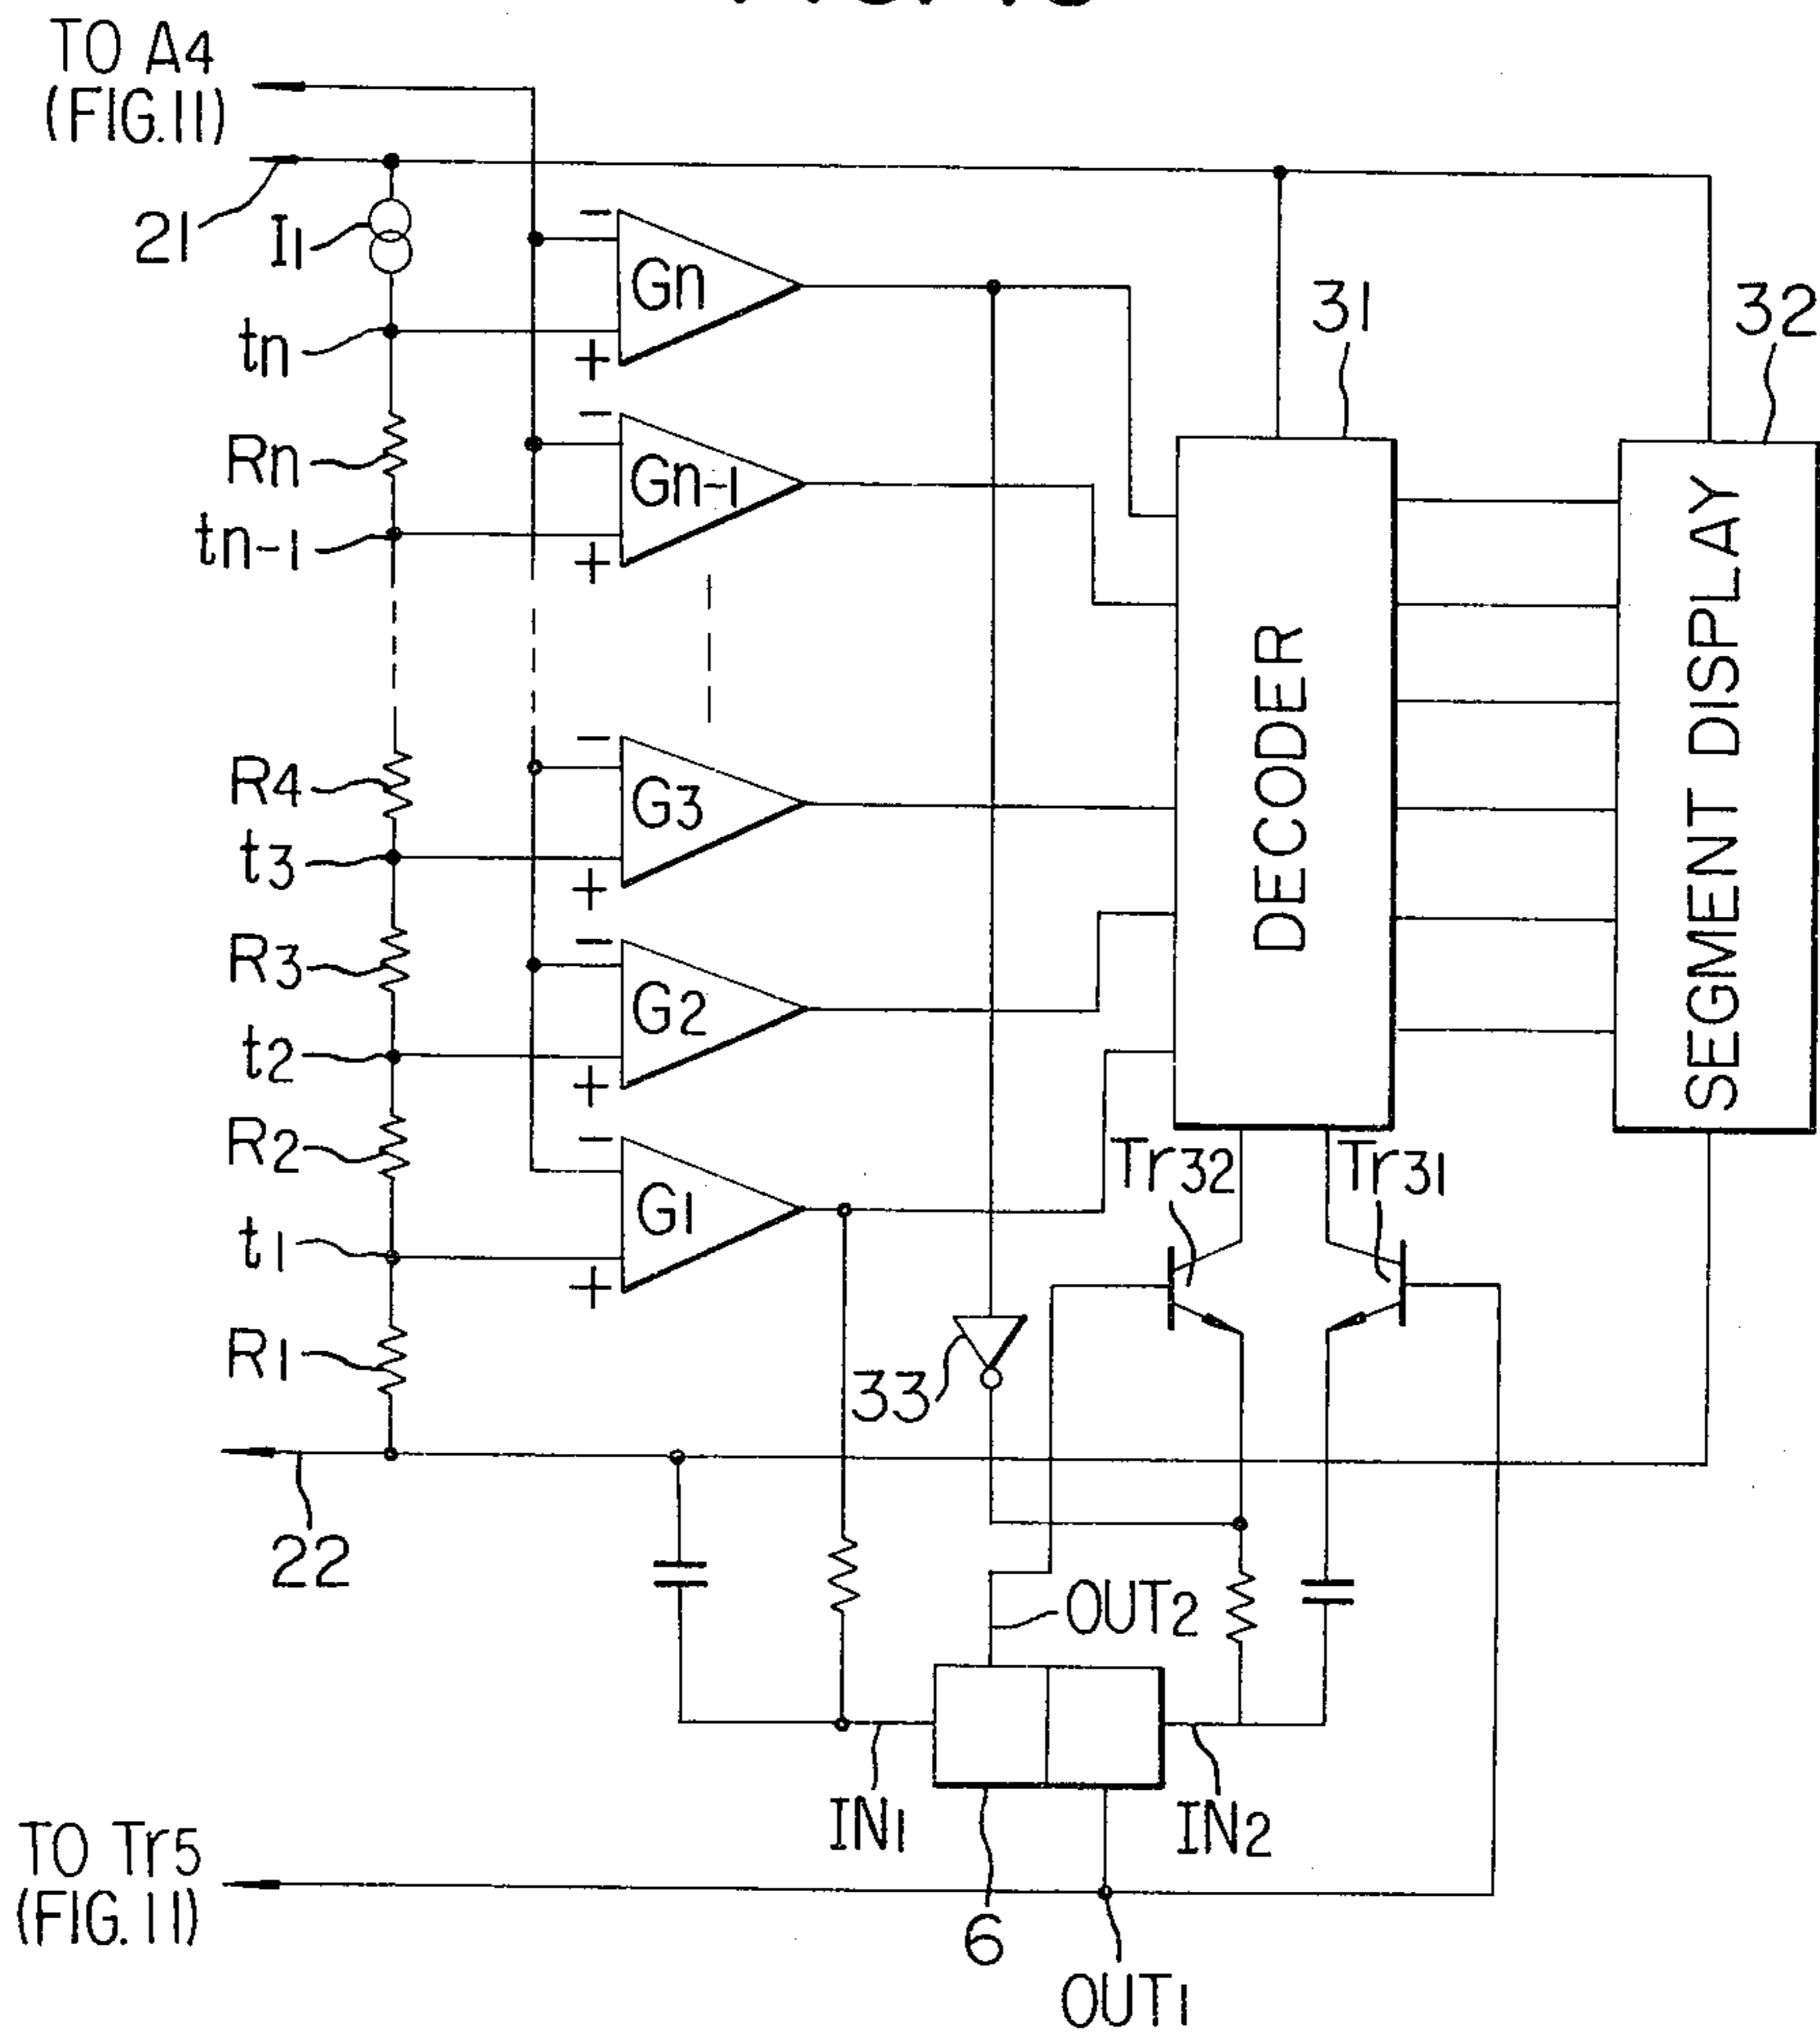 TO A4
(FIG.11)
21
I1
tn
Rn
tn-1
R4
t3
R3
t2
R2
t1
R1
22
−
Gn
+
−
Gn-1
+
−
G3
+
−
G2
+
−
G1
+
31
32
DECODER
SEGMENT DISPLAY
Tr32
Tr31
33
OUT2
IN1
IN2
6
OUT1
TO Tr5
(FIG.11)